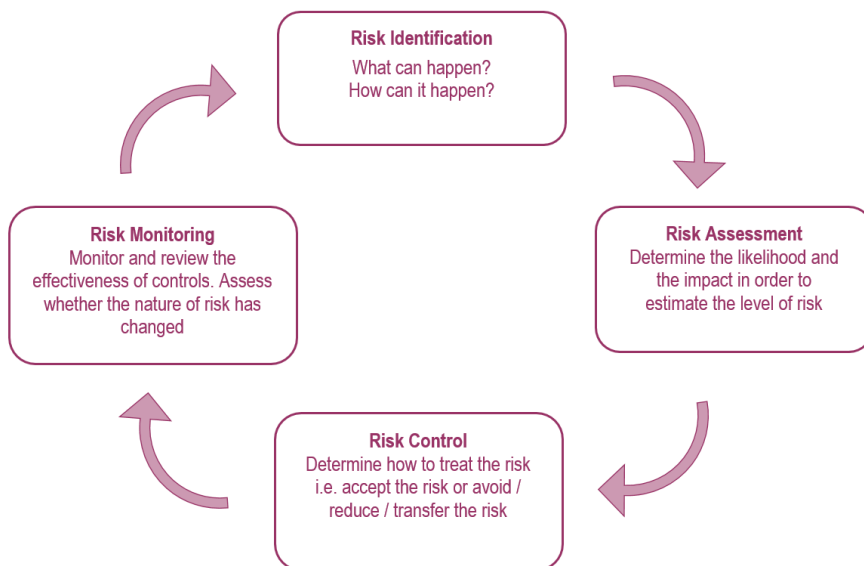 Risk Identification
What can happen?
How can it happen?
Risk Assessment
Determine the likelihood and
the impact in order to
estimate the level of risk
Risk Control
Determine how to treat the risk
i.e. accept the risk or avoid /
reduce / transfer the risk
Risk Monitoring
Monitor and review the
effectiveness of controls. Assess
whether the nature of risk has
changed